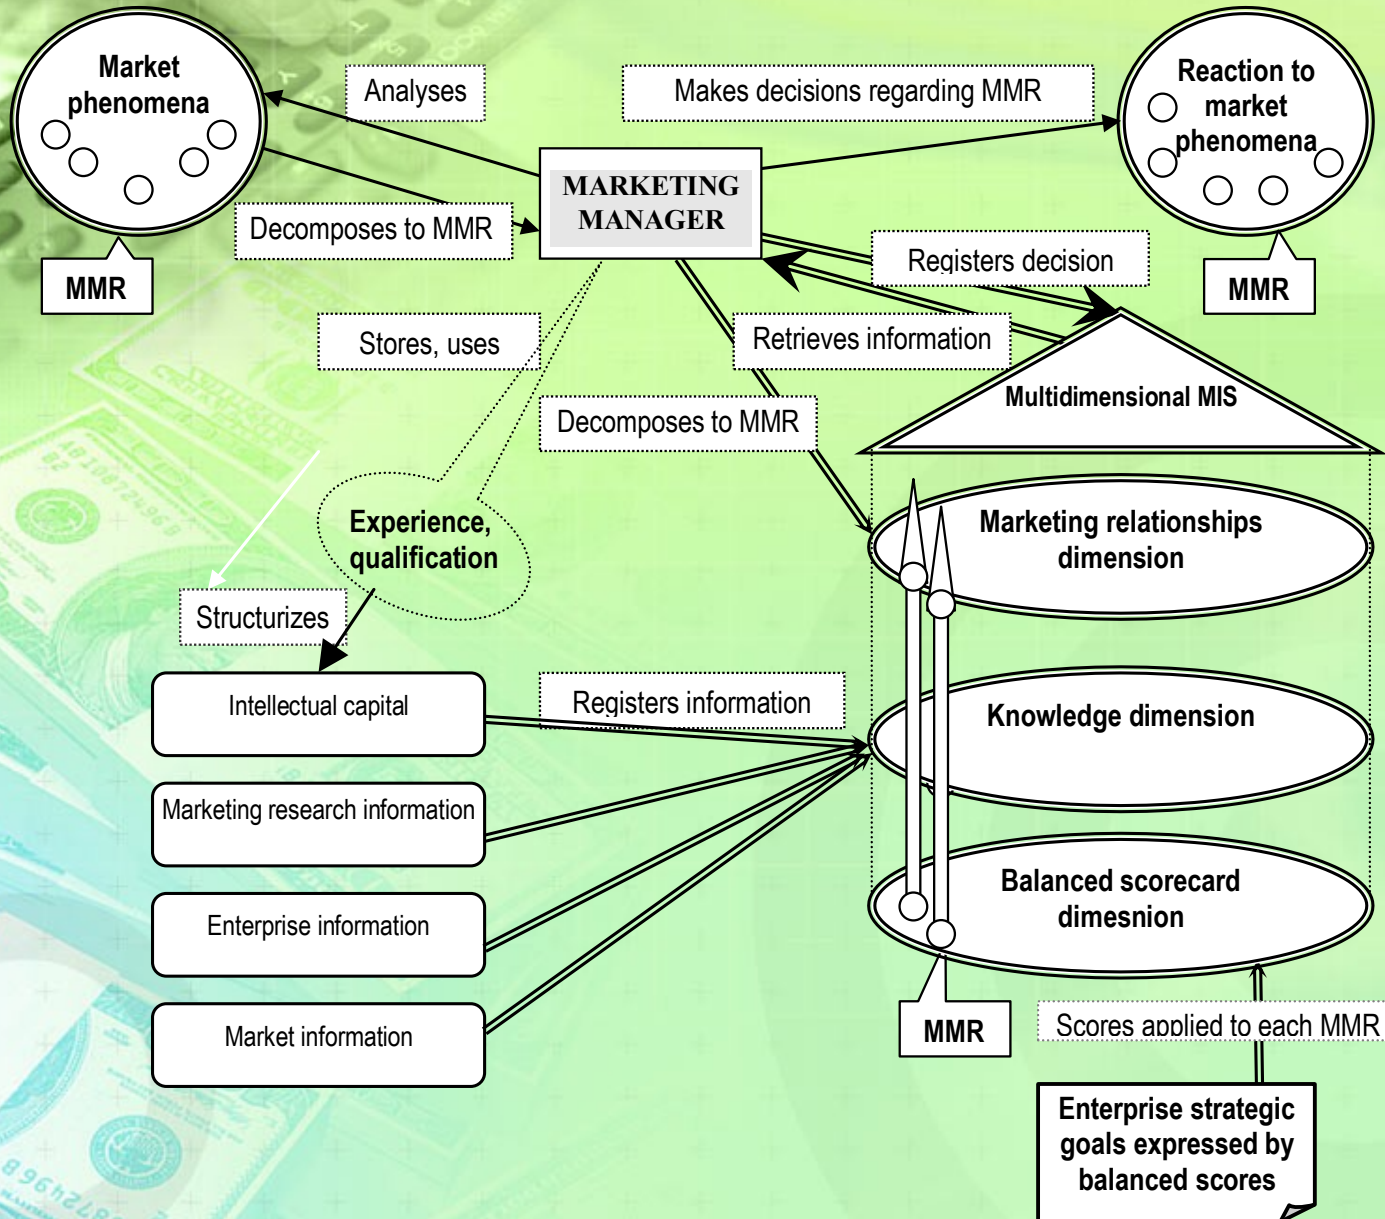 Market
phenomena
Analyses
Makes decisions regarding MMR
Reaction to
market
phenomena
MARKETING
MANAGER
Decomposes to MMR
Registers decision
MMR
MMR
Stores, uses
Retrieves information
Multidimensional MIS
Decomposes to MMR
Experience,
qualification
Marketing relationships
dimension
Structurizes
Intellectual capital
Registers information
Knowledge dimension
Marketing research information
Balanced scorecard
dimesnion
Enterprise information
Market information
MMR
Scores applied to each MMR
Enterprise strategic
goals expressed by
balanced scores